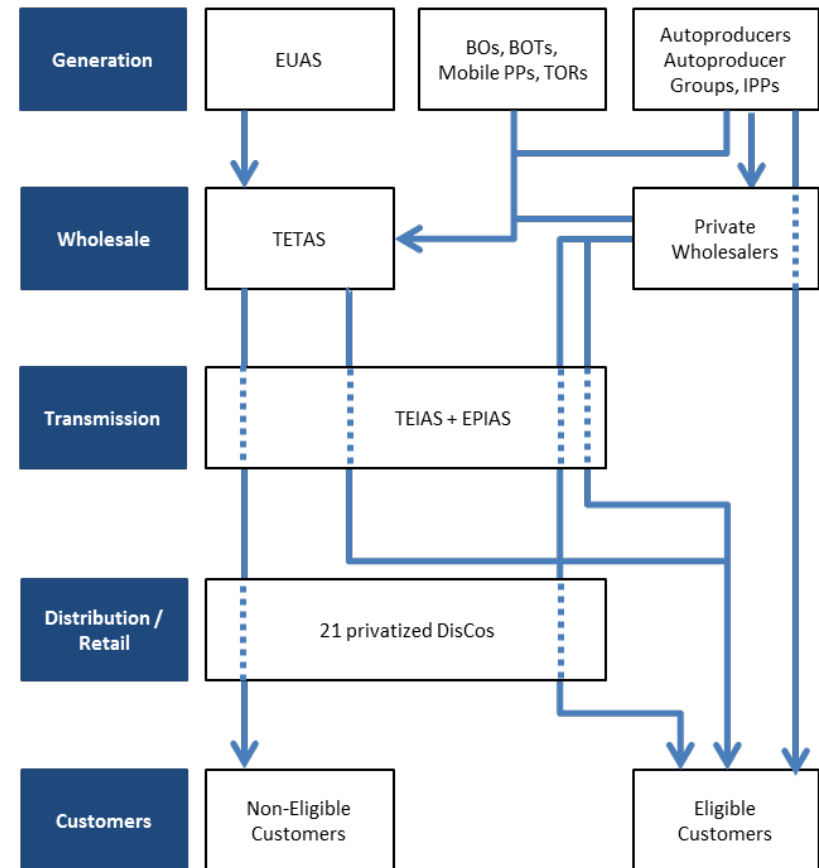 Generation
EUAS
BOs, BOTs,
Mobile PPs, TORs
Autoproducers
Autoproducer
Groups, IPPs
Wholesale
TETAS
Private
Wholesalers
Transmission
TEIAS + EPIAS
Distribution /
Retail
21 privatized DisCos
Customers
Non-Eligible
Customers
Eligible
Customers